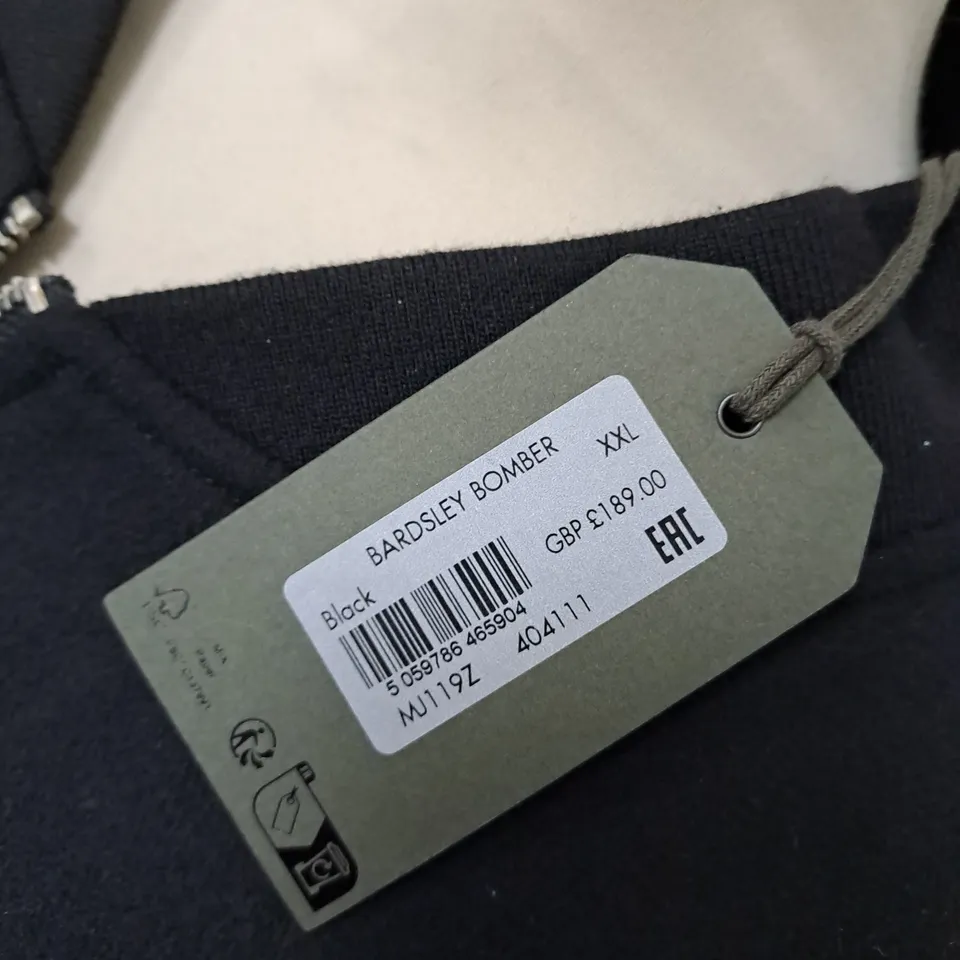 BARDSLEY BOMBER XXL
Black GBP £189.00
5 059786 465904 EAC
MJ119Z 404111